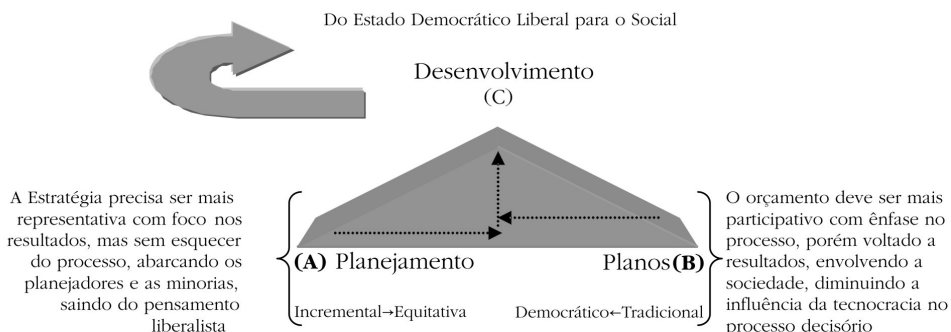 Do Estado Democrático Liberal para o Social
Desenvolvimento
(C)
A Estratégia precisa ser mais
representativa com foco nos
resultados, mas sem esquecer
do processo, abarcando os
planejadores e as minorias,
saindo do pensamento
liberalista
(A) Planejamento
Incremental→Equitativa
Planos(B)
Democrático←Tradicional
O orçamento deve ser mais
participativo com ênfase no
processo, porém voltado a
resultados, envolvendo a
sociedade, diminuindo a
influência da tecnocracia no
processo decisório